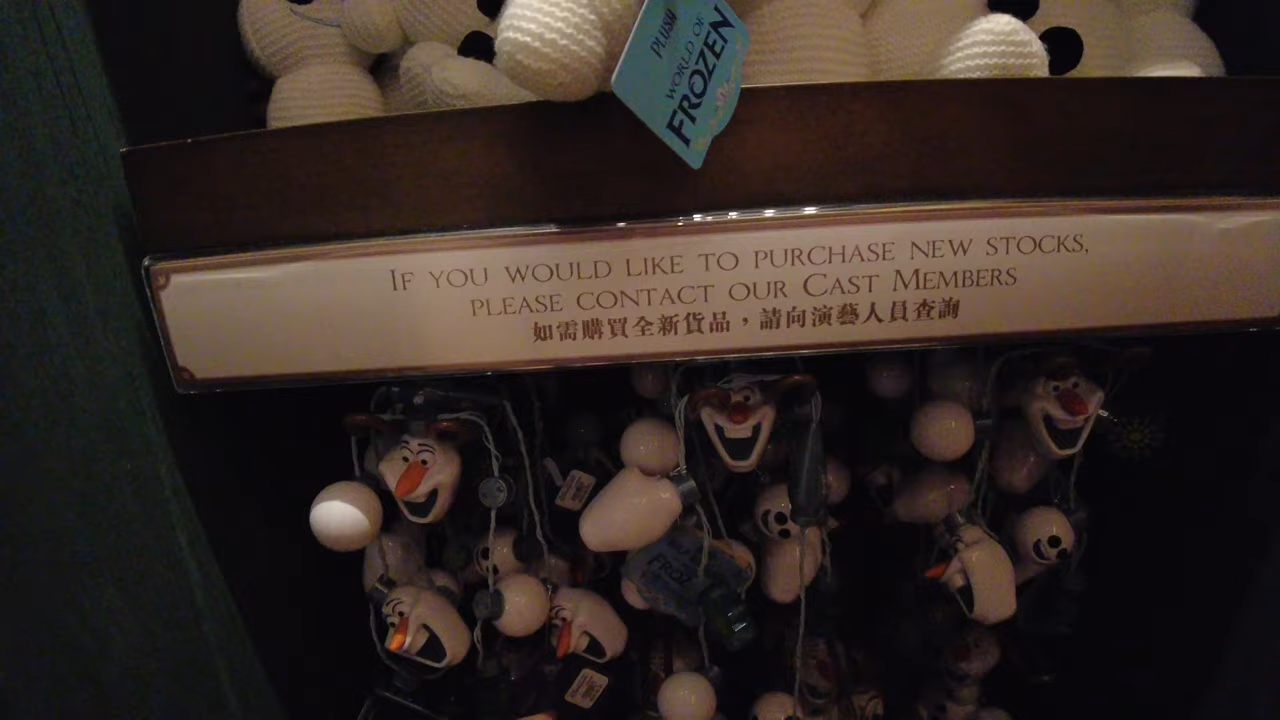 PLUSH
WORLD OF
FROZEN
IF YOU WOULD LIKE TO PURCHASE NEW STOCKS,
PLEASE CONTACT OUR CAST MEMBERS
如需購買全新貨品，請向演藝人員查詢
FROZ